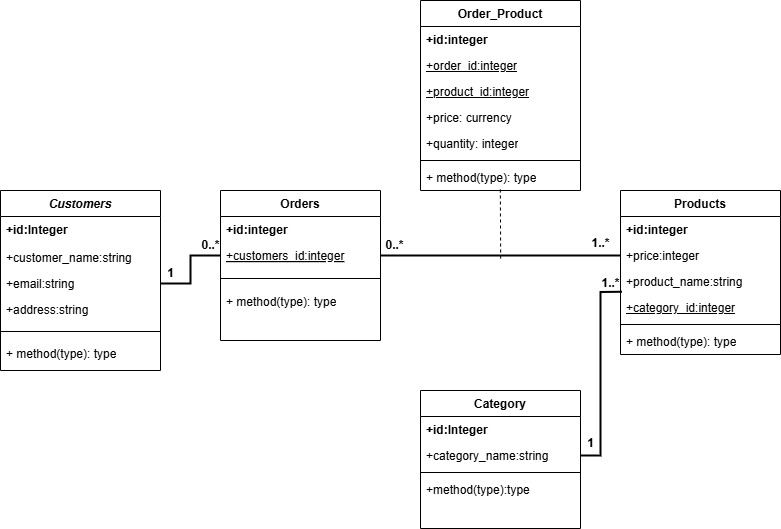 Order_Product
+id:integer
+order_id:integer
+product_id:integer
+price: currency
+quantity: integer
+ method(type): type
Customers
+id:Integer
+customer_name:string
+email:string
+address:string
+ method(type): type
1
0..*
Orders
+id:integer
+customers_id:integer
+ method(type): type
0..*
1..*
Products
+id:integer
+price:integer
+product_name:string
+category_id:integer
+ method(type): type
1..*
Category
+id:Integer
+category_name:string
+method(type):type
1